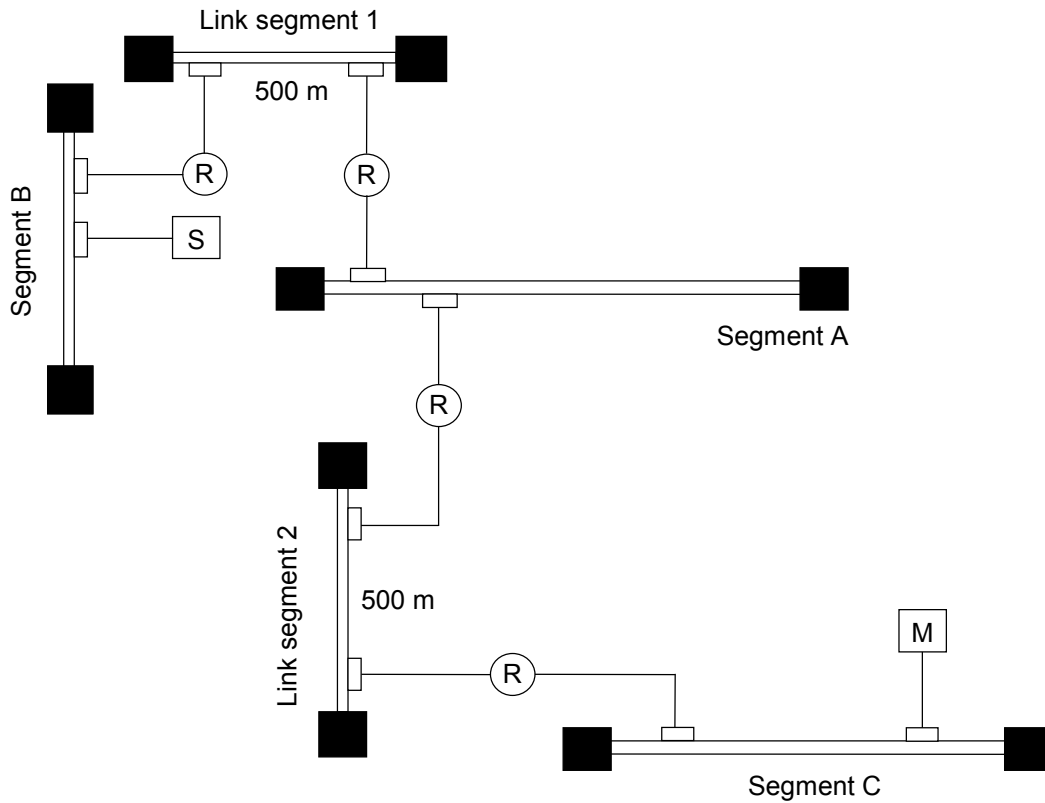 Link segment 1
500 m
R
R
Segment B
S
Segment A
R
Link segment 2
500 m
M
R
Segment C